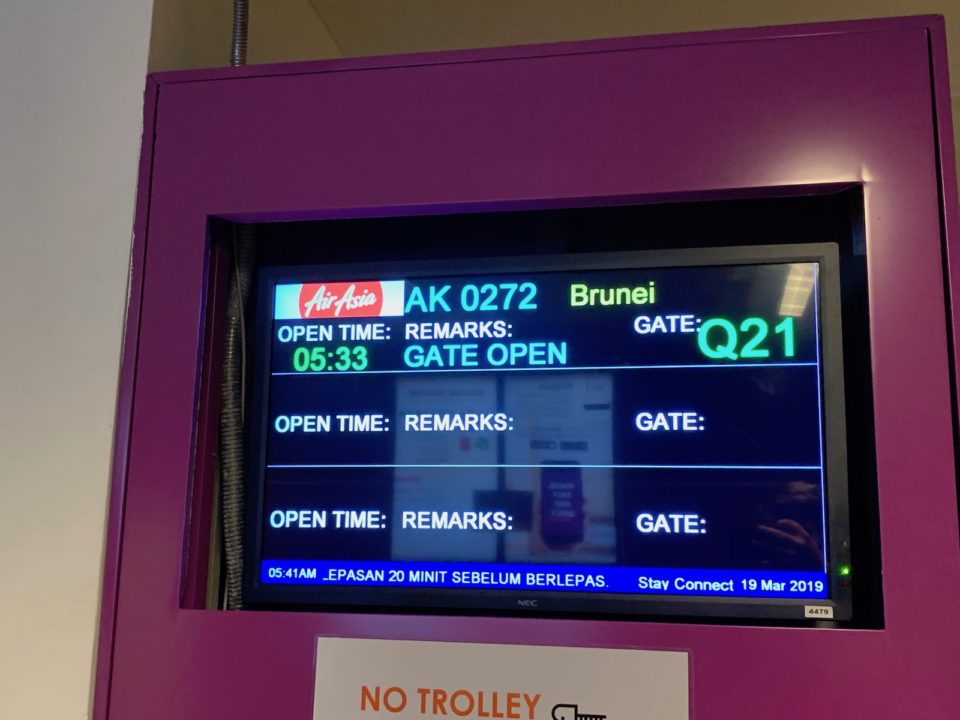 AirAsia AK 0272 Brunei
OPEN TIME: REMARKS: GATE: Q21
05:33 GATE OPEN
OPEN TIME: REMARKS: GATE:
OPEN TIME: REMARKS: GATE:
05:41AM EPASAN 20 MINIT SEBELUM BERLEPAS. Stay Connect 19 Mar 2019
NEC
4479
NO TROLLEY